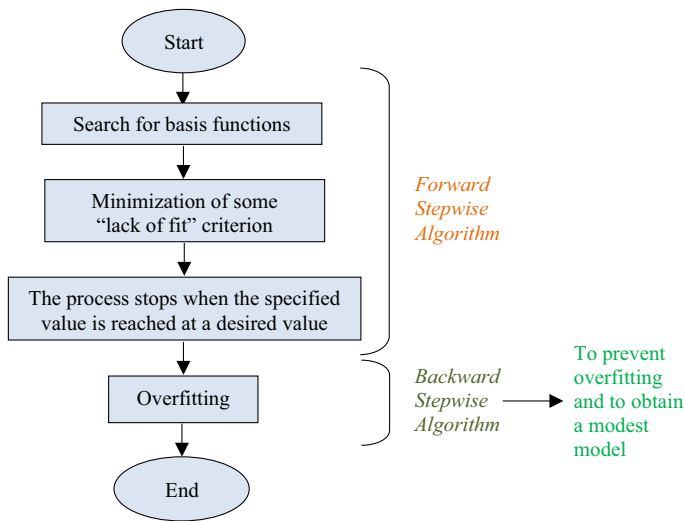 Start
Search for basis functions
Minimization of some
“lack of fit” criterion
The process stops when the specified
value is reached at a desired value
Forward
Stepwise
Algorithm
Overfitting
Backward
Stepwise
Algorithm
To prevent
overfitting
and to obtain
a modest
model
End